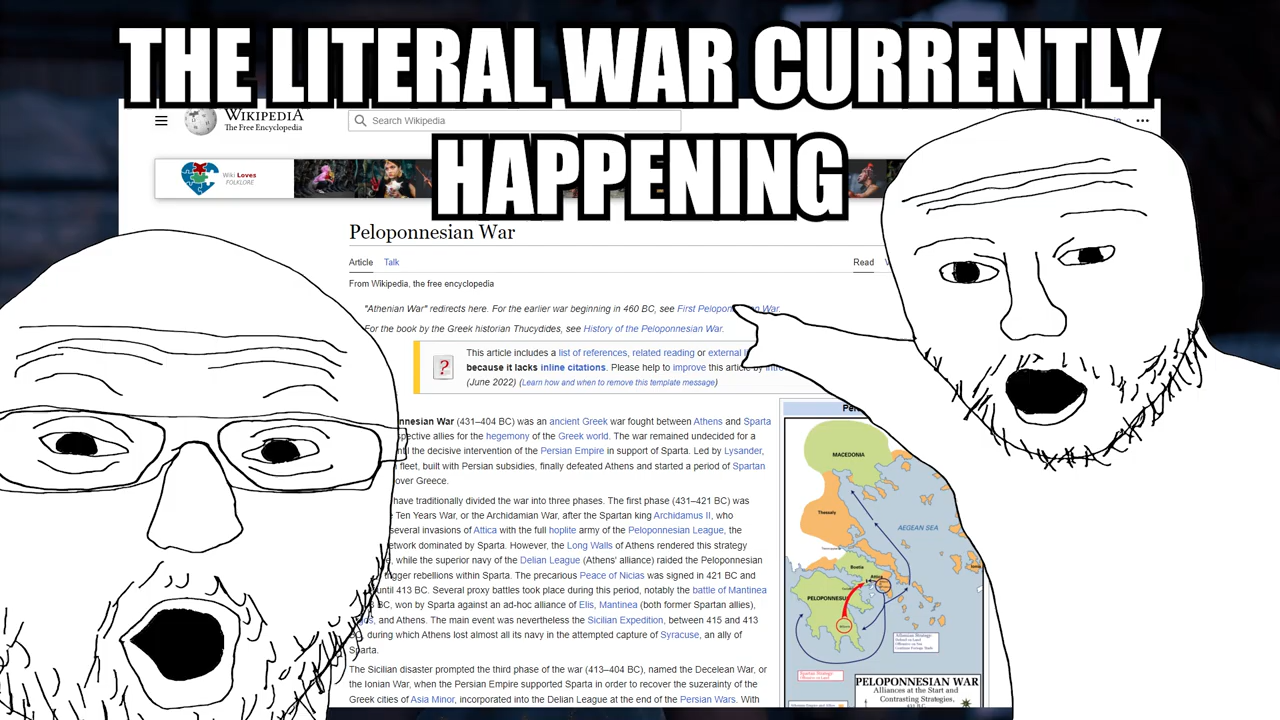 THE LITERAL WAR CURRENTLY
HAPPENING
WIKIPEDIA
The Free Encyclopedia
Search Wikipedia
Wiki Loves
FOLKLORE
Peloponnesian War
Article Talk
Read
From Wikipedia, the free encyclopedia
"Athenian War" redirects here. For the earlier war beginning in 460 BC, see First War.
For the book by the Greek historian Thucydides, see History of the Peloponnesian War.
This article includes a list of references, related reading or external
because it lacks inline citations. Please help to improve this article by
(June 2022) (Learn how and when to remove this template message)
War (431–404 BC) was an ancient Greek war fought between Athens and Sparta
allies for the hegemony of the Greek world. The war remained undecided for a
the decisive intervention of the Persian Empire in support of Sparta. Led by Lysander,
fleet, built with Persian subsidies, finally defeated Athens and started a period of Spartan
over Greece.
have traditionally divided the war into three phases. The first phase (431–421 BC) was
Ten Years War, or the Archidamian War, after the Spartan king Archidamus II, who
several invasions of Attica with the full hoplite army of the Peloponnesian League, the
dominated by Sparta. However, the Long Walls of Athens rendered this strategy
while the superior navy of the Delian League (Athens' alliance) raided the Peloponnesian
rebellions within Sparta. The precarious Peace of Nicias was signed in 421 BC and
until 413 BC. Several proxy battles took place during this period, notably the battle of Mantinea
BC, won by Sparta against an ad-hoc alliance of Elis, Mantinea (both former Spartan allies),
and Athens. The main event was nevertheless the Sicilian Expedition, between 415 and 413
during which Athens lost almost all its navy in the attempted capture of Syracuse, an ally of
Sparta.
The Sicilian disaster prompted the third phase of the war (413–404 BC), named the Decelean War, or
the Ionian War, when the Persian Empire supported Sparta in order to recover the suzerainty of the
Greek cities of Asia Minor, incorporated into the Delian League at the end of the Persian Wars. With
MACEDONIA
Thessaly
AEGEAN SEA
Boetia
Attica
PELOPONNESUS
PELOPONNESIAN WAR
Alliances at the Start and
Contrasting Strategies,
431 BC